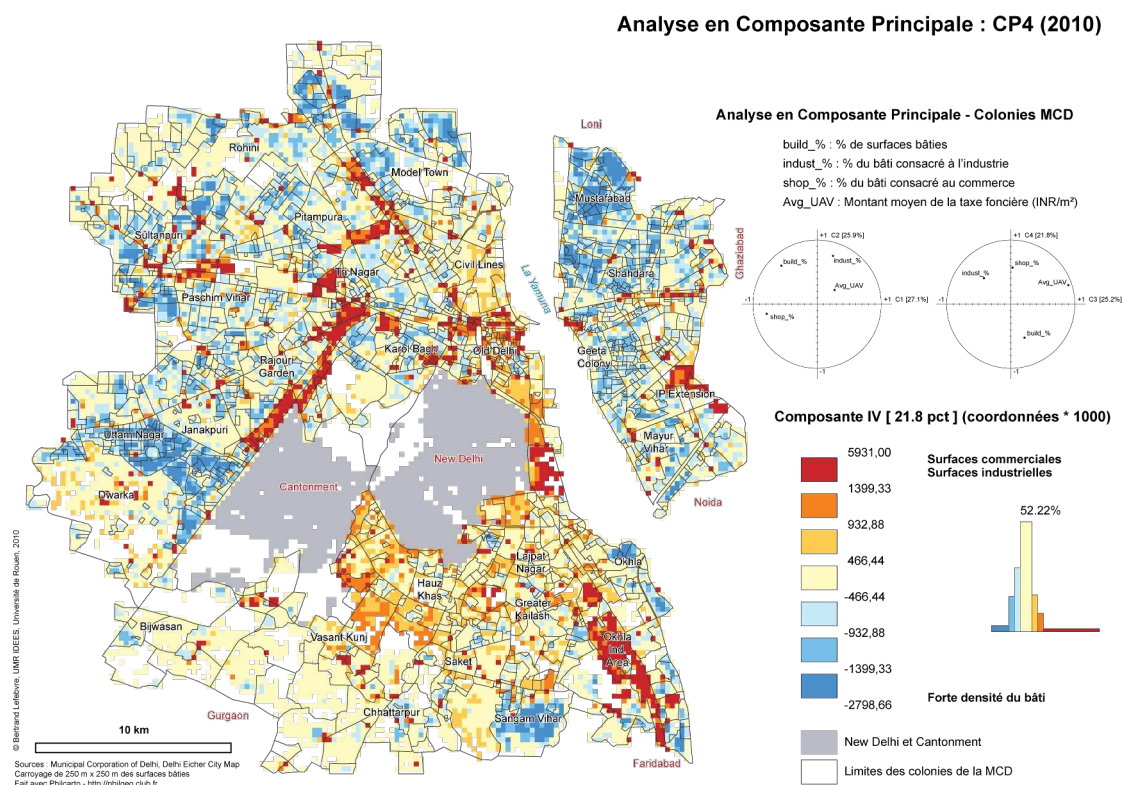 Analyse en Composante Principale : CP4 (2010)
Analyse en Composante Principale - Colonies MCD
build_% : % de surfaces bâties
indust_% : % du bâti consacré à l'industrie
shop_% : % du bâti consacré au commerce
Avg_UAV : Montant moyen de la taxe foncière (INR/m²)
+1 C2 [25.9%]
build_%
indust_%
Avg_UAV
-1
+1 C1 [27.1%]
shop_%
-1
+1 C4 [21.8%]
shop_%
indust_%
Avg_UAV
-1
+1 C3 [25.2%]
build_%
-1
Composante IV [ 21.8 pct ] (coordonnées * 1000)
5931,00
1399,33
932,88
466,44
-466,44
-932,88
-1399,33
-2798,66
Surfaces commerciales
Surfaces industrielles
52.22%
Forte densité du bâti
New Delhi et Cantonment
Limites des colonies de la MCD
Loni
Rohini
Model Town
Mustafabad
Pitampura
Sultanpuri
Ghaziabad
Civil Lines
La Yamuna
Tri Nagar
Shahdara
Paschim Vihar
Karol Bagh
Old Delhi
Geeta
Colony
Rajouri
Garden
IP Extension
Uttam Nagar
Janakpuri
Mayur
Vihar
New Delhi
Cantonment
Dwarka
Noida
Lajpat
Nagar
Okhla
Hauz
Khas
Greater
Kailash
Bijwasan
Vasant Kunj
Okhla
Ind.
Area
Saket
Gurgaon
Chhattarpur
Sangam Vihar
Faridabad
10 km
Sources : Municipal Corporation of Delhi, Delhi Eicher City Map
Carroyage de 250 m x 250 m des surfaces bâties
Fait avec Philcarto - http://philgeo.club.fr
© Bertrand Lefebvre, UMR IDEES, Université de Rouen, 2010